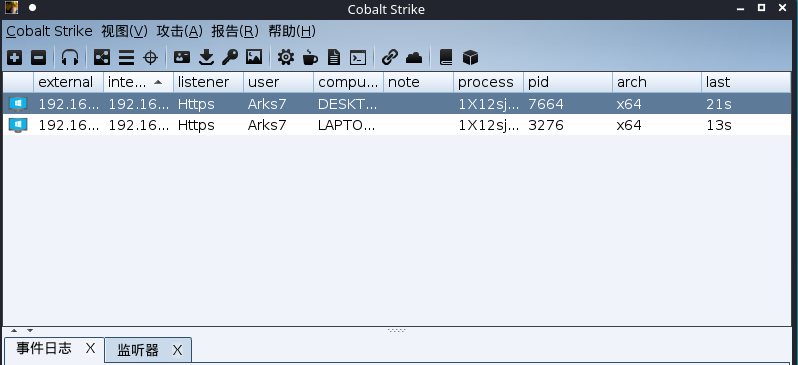 Cobalt Strike
Cobalt Strike 视图(V) 攻击(A) 报告(R) 帮助(H)
external inte... listener user compu... note process pid arch last
192.16... 192.16... Https Arks7 DESKT... 1X12sj... 7664 x64 21s
192.16... 192.16... Https Arks7 LAPTO... 1X12sj... 3276 x64 13s
事件日志 X 监听器 X